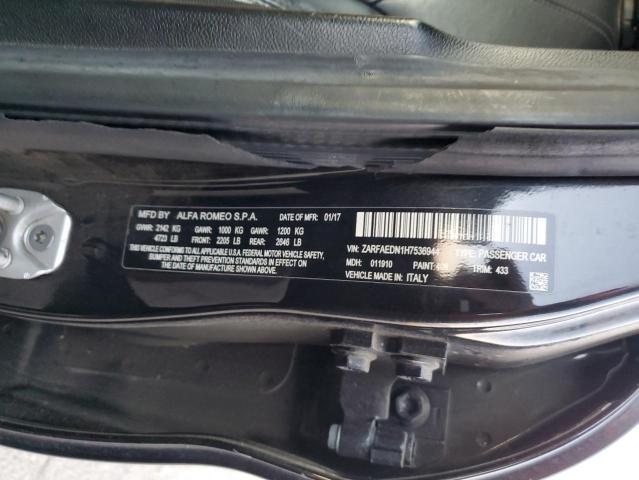 MFD BY ALFA ROMEO S.P.A. DATE OF MFR: 01/17
GVWR: 2142 KG GAWR: 1000 KG GAWR: 1200 KG
4723 LB FRONT: 2205 LB REAR: 2646 LB
THIS VEHICLE CONFORMS TO ALL APPLICABLE U.S.A. FEDERAL MOTOR VEHICLE SAFETY,
BUMPER AND THEFT PREVENTION STANDARDS IN EFFECT ON THE
DATE OF MANUFACTURE SHOWN ABOVE.
VIN: ZARFAEDN1H7536944 TYPE: PASSENGER CAR
MDH: 011910 PAINT: TRIM: 433
VEHICLE MADE IN: ITALY